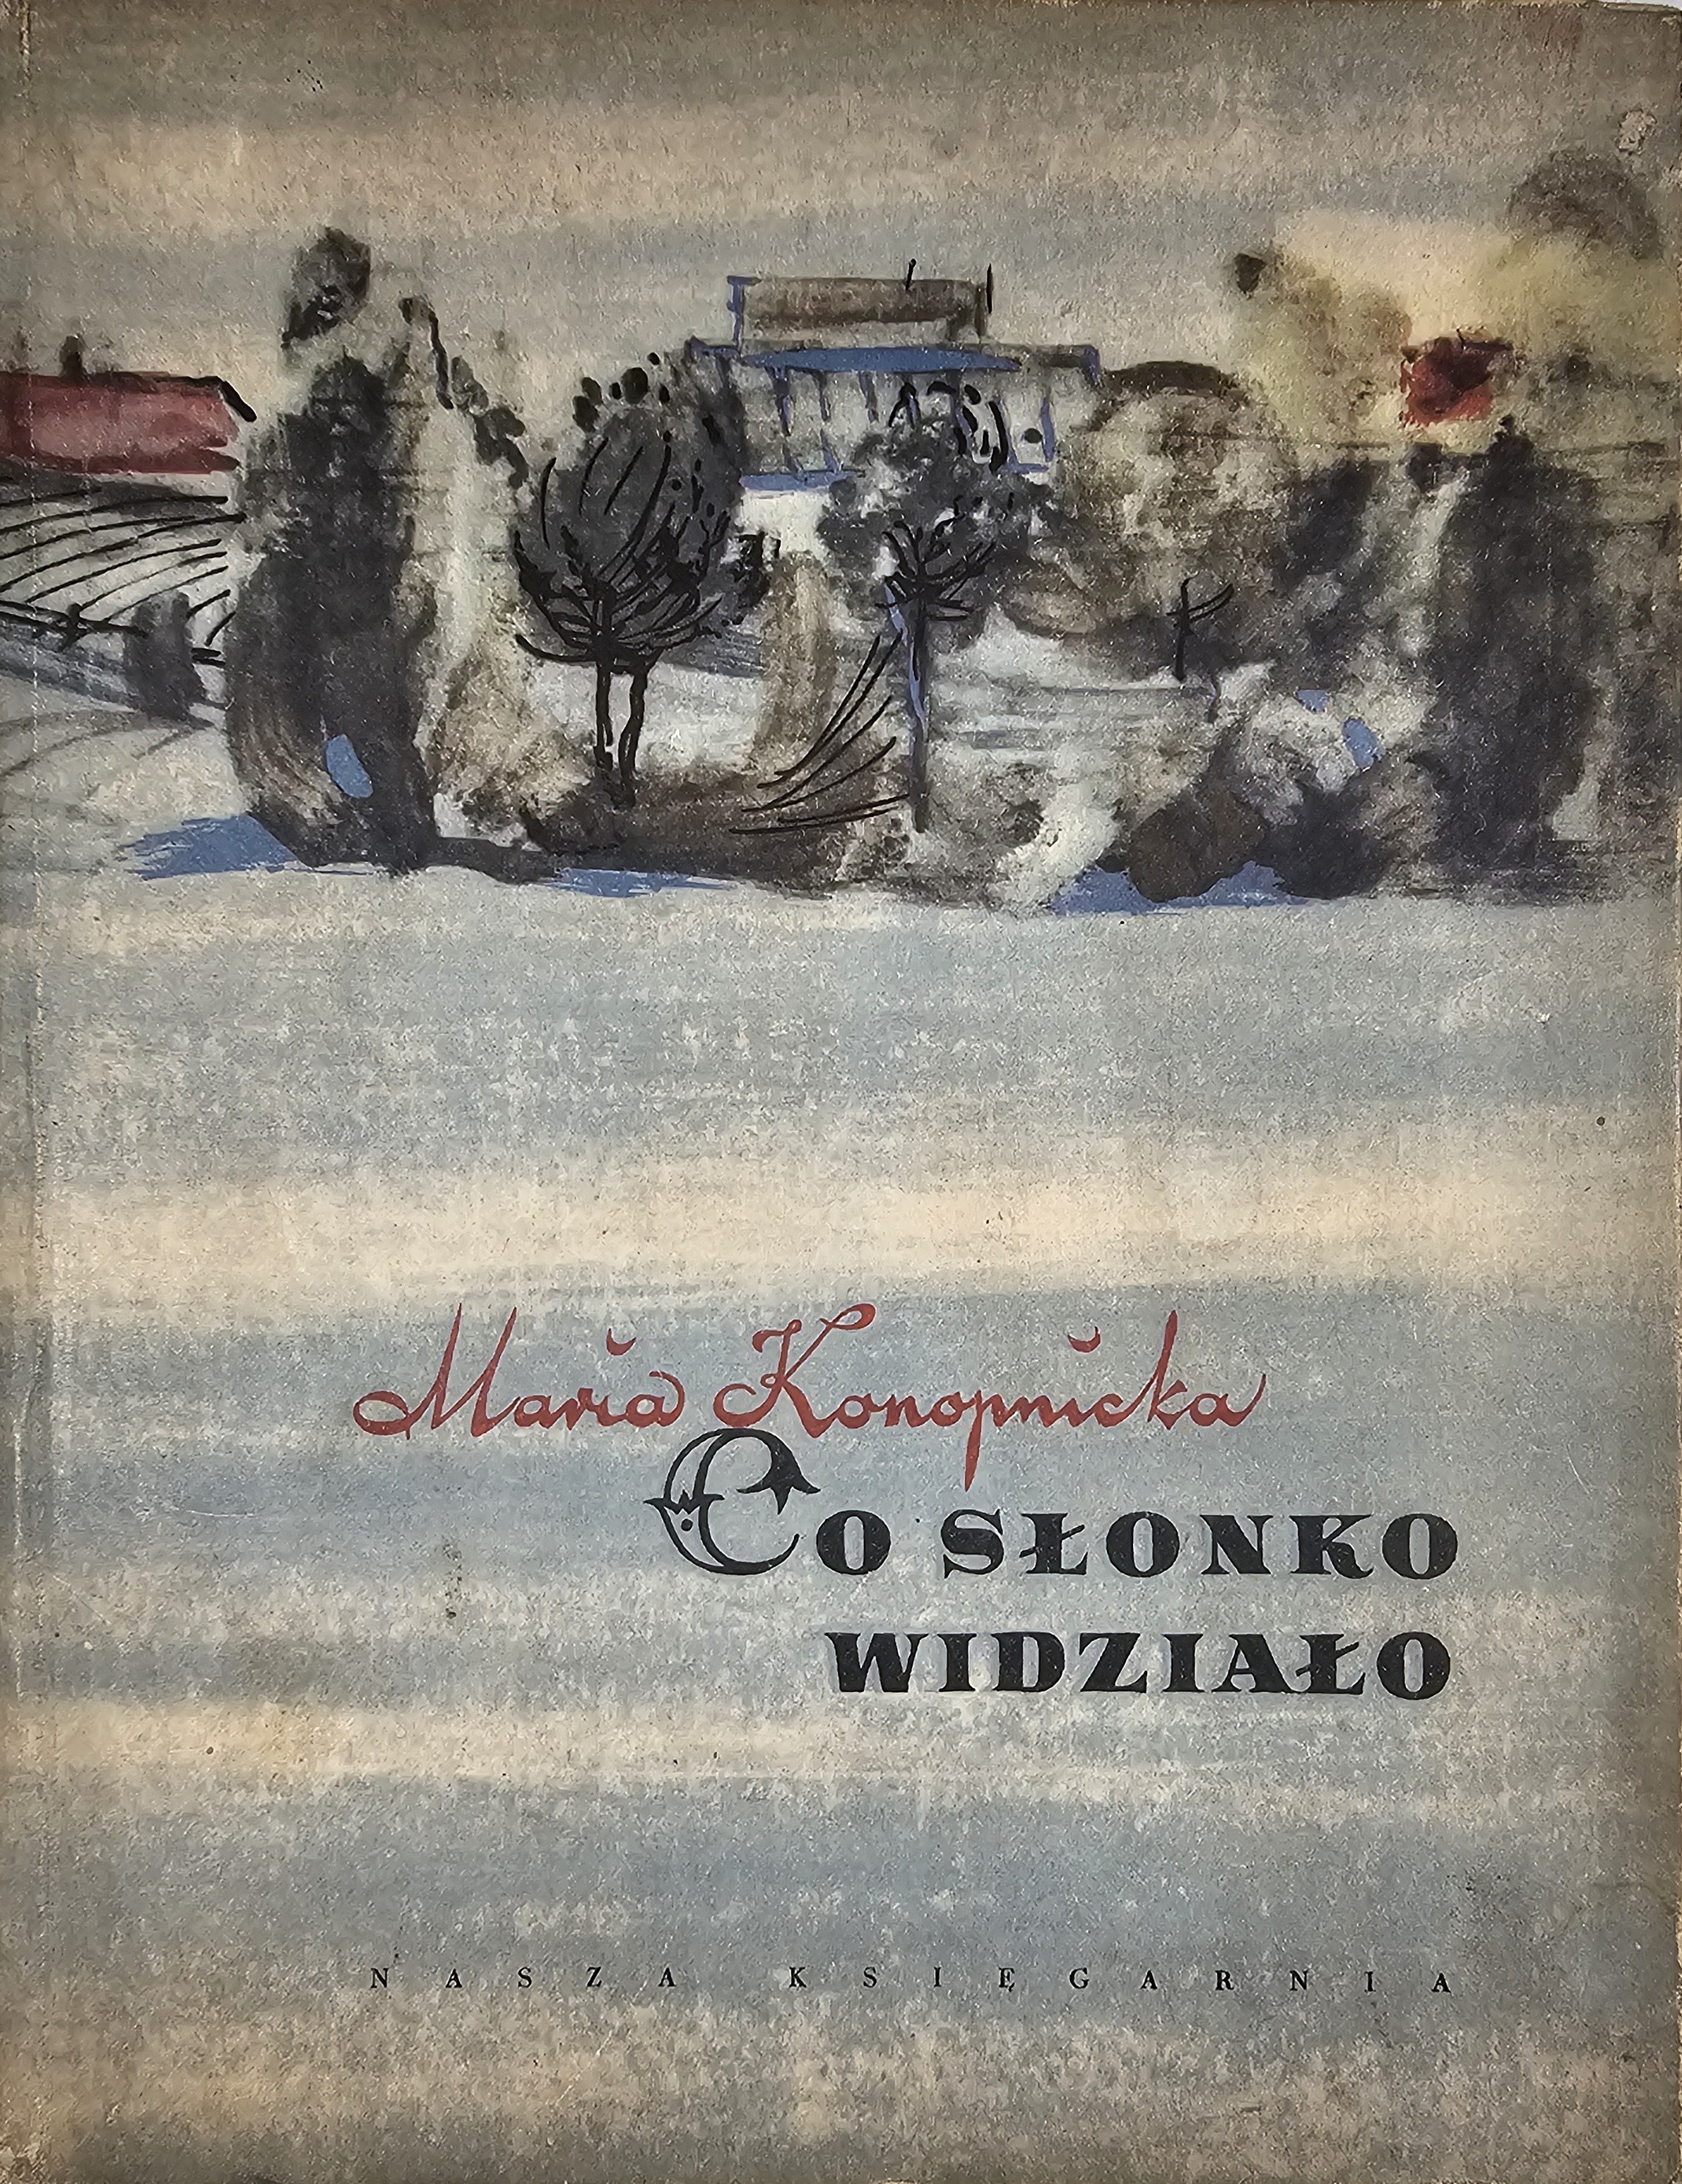 Maria Konopnicka
CO SŁONKO
WIDZIAŁO
NASZA KSIĘGARNIA